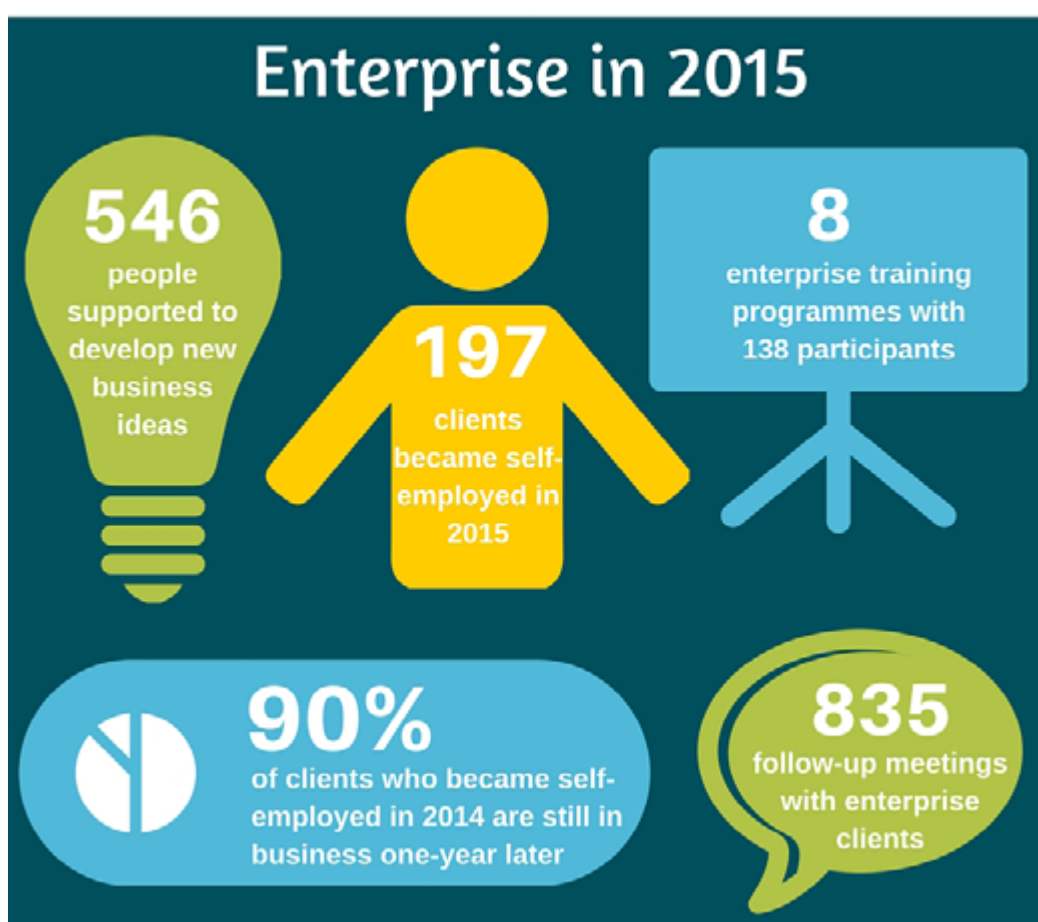 Enterprise in 2015
546
people
supported to
develop new
business
ideas
197
clients
became self-
employed in
2015
8
enterprise training
programmes with
138 participants
90%
of clients who became self-
employed in 2014 are still in
business one-year later
835
follow-up meetings
with enterprise
clients